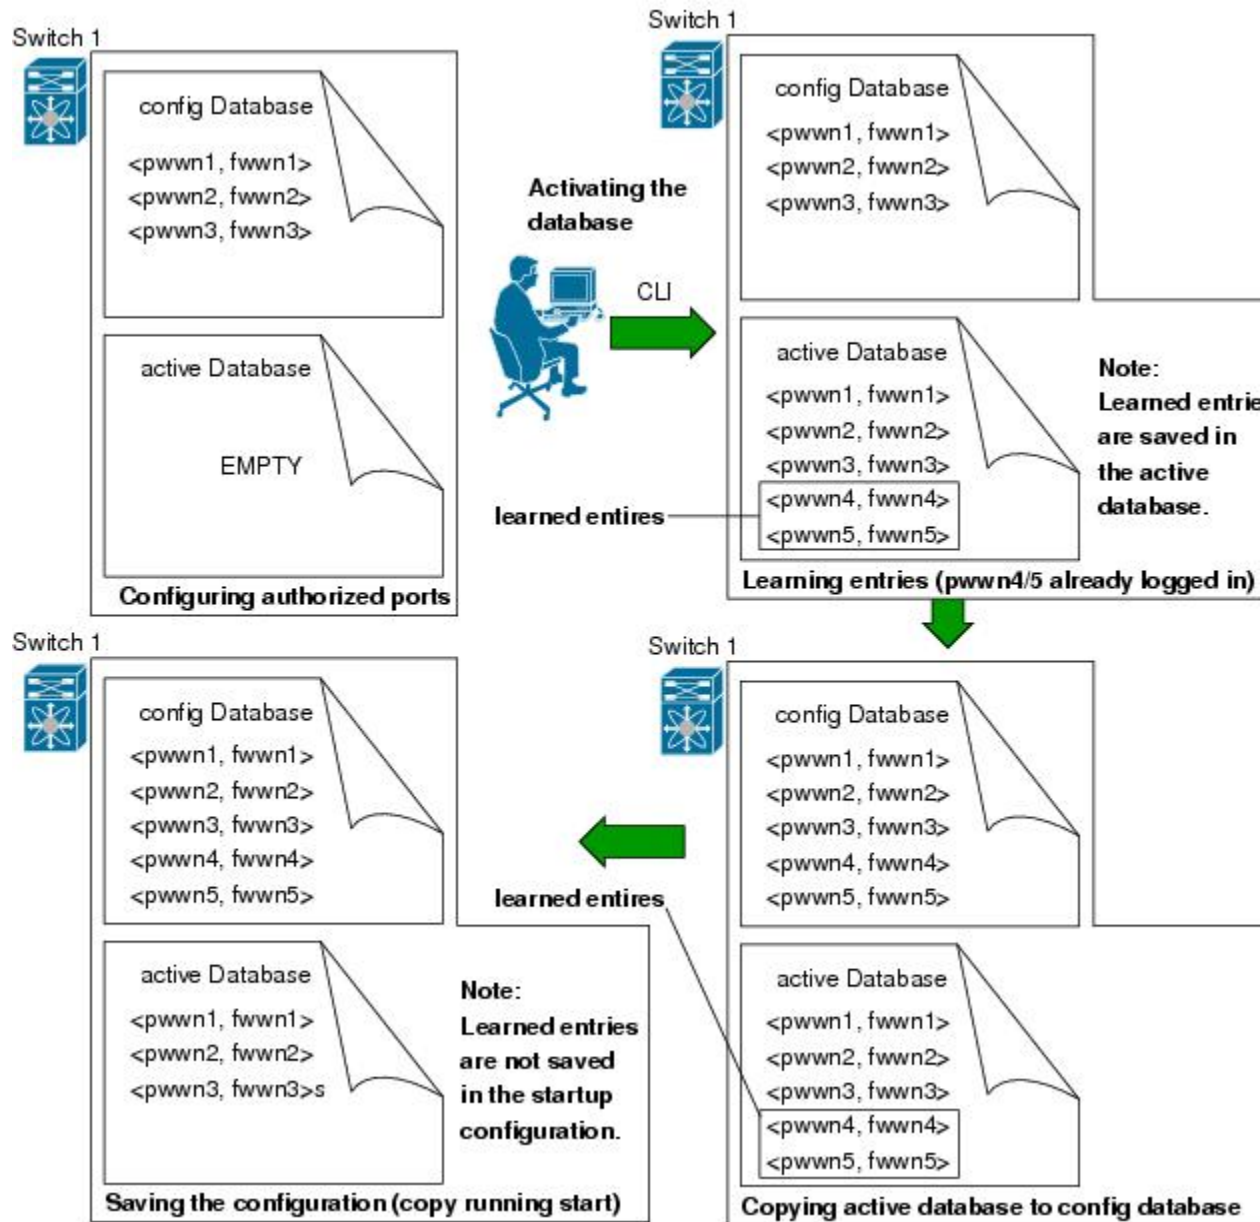 Switch 1
config Database
<pwwn1, fwwn1>
<pwwn2, fwwn2>
<pwwn3, fwwn3>
active Database
EMPTY
Configuring authorized ports
Activating the
database
CLI
Switch 1
config Database
<pwwn1, fwwn1>
<pwwn2, fwwn2>
<pwwn3, fwwn3>
active Database
<pwwn1, fwwn1>
<pwwn2, fwwn2>
<pwwn3, fwwn3>
<pwwn4, fwwn4>
<pwwn5, fwwn5>
learned entires
Note:
Learned entrie
are saved in
the active
database.
Learning entries (pwwn4/5 already logged in)
Switch 1
config Database
<pwwn1, fwwn1>
<pwwn2, fwwn2>
<pwwn3, fwwn3>
<pwwn4, fwwn4>
<pwwn5, fwwn5>
active Database
<pwwn1, fwwn1>
<pwwn2, fwwn2>
<pwwn3, fwwn3>
<pwwn4, fwwn4>
<pwwn5, fwwn5>
learned entires
Copying active database to config database
Switch 1
config Database
<pwwn1, fwwn1>
<pwwn2, fwwn2>
<pwwn3, fwwn3>
<pwwn4, fwwn4>
<pwwn5, fwwn5>
active Database
<pwwn1, fwwn1>
<pwwn2, fwwn2>
<pwwn3, fwwn3>s
Note:
Learned entries
are not saved
in the startup
configuration.
Saving the configuration (copy running start)